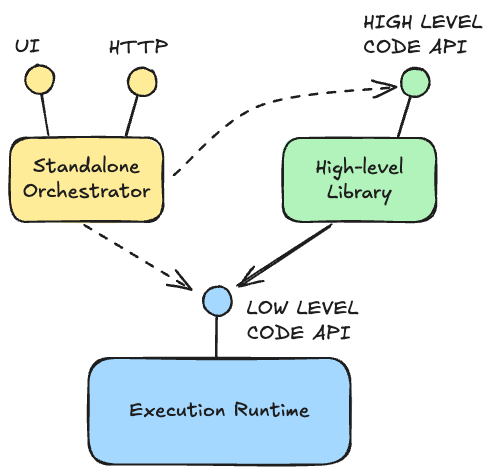 UI
HTTP
HIGH LEVEL
CODE API
Standalone
Orchestrator
High-level
Library
LOW LEVEL
CODE API
Execution Runtime